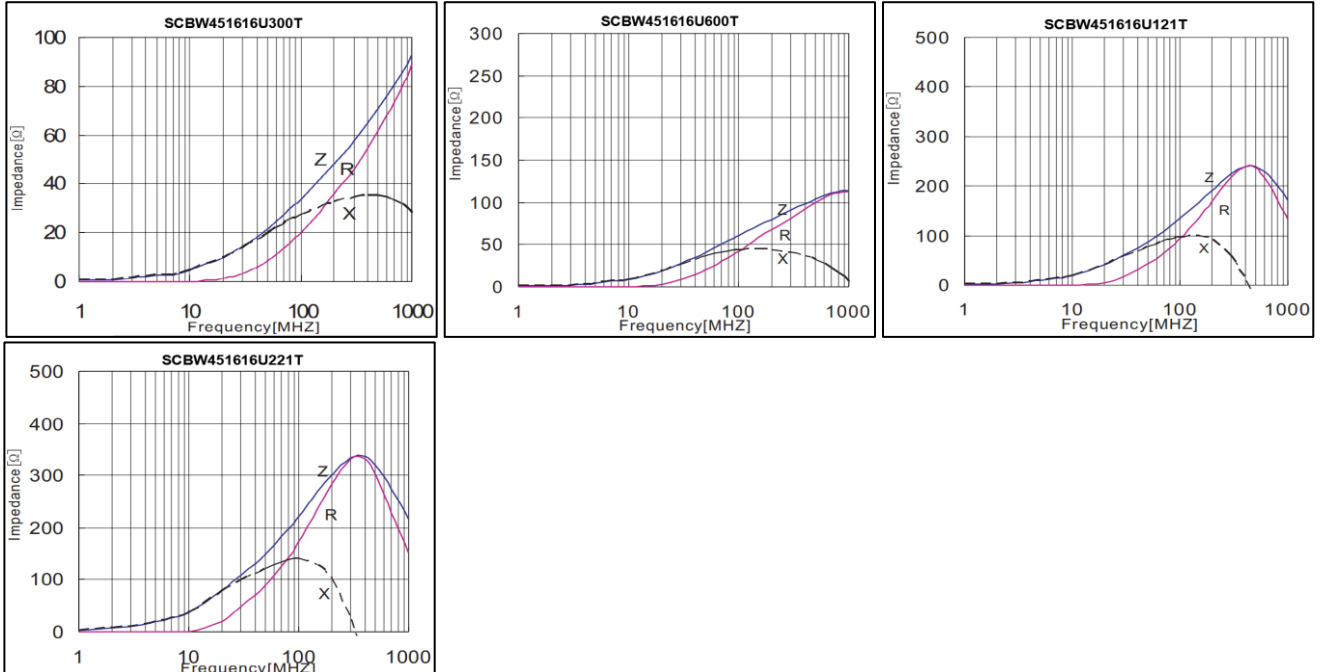 SCBW451616U300T
100
80
60
40
20
0
Impedance[Ω]
Z
R
X
1
10
100
1000
Frequency[MHZ]
SCBW451616U600T
300
250
200
150
100
50
0
Impedance[Ω]
Z
R
X
1
10
100
1000
Frequency[MHZ]
SCBW451616U121T
500
400
300
200
100
0
Impedance[Ω]
Z
R
X
1
10
100
1000
Frequency[MHZ]
SCBW451616U221T
500
400
300
200
100
0
Impedance[Ω]
Z
R
X
1
10
100
1000
Frequency[MHZ]